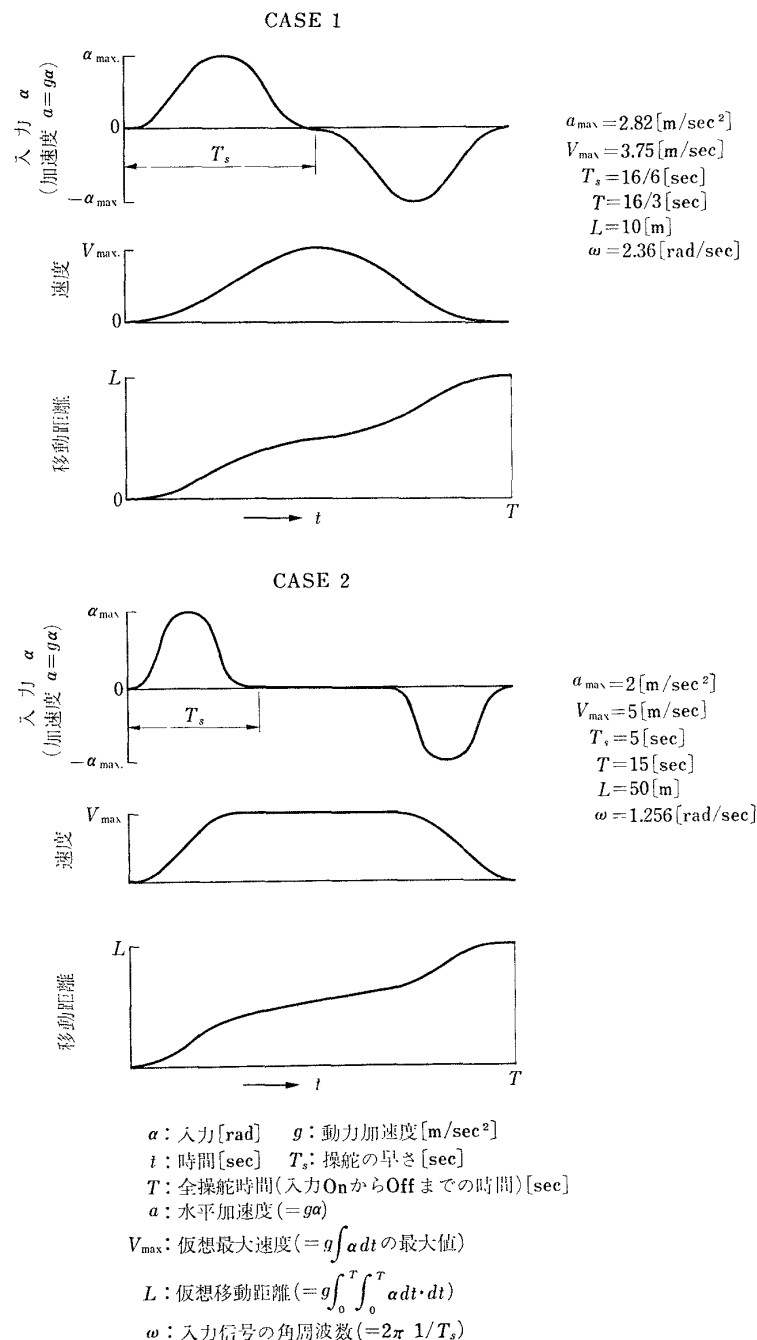 CASE 1
α max.
0
−α max
入力 α
(加速度 a=gα)
T_s
a_max=2.82[m/sec²]
V_max=3.75[m/sec]
T_s=16/6[sec]
T=16/3[sec]
L=10[m]
ω=2.36[rad/sec]
V_max.
0
速度
L
0
移動距離
t
T
CASE 2
α max
0
−α max.
入力 α
(加速度 a=gα)
T_s
a_max=2[m/sec²]
V_max=5[m/sec]
T_s=5[sec]
T=15[sec]
L=50[m]
ω=1.256[rad/sec]
V_max
速度
L
移動距離
t
T
α：入力[rad] g：動力加速度[m/sec²]
t：時間[sec] T_s：操舵の早さ[sec]
T：全操舵時間(入力OnからOffまでの時間)[sec]
a：水平加速度(=gα)
V_max：仮想最大速度(=g∫αdtの最大値)
L：仮想移動距離(=g∫₀ᵀ∫₀ᵀαdt·dt)
ω：入力信号の角周波数(=2π 1/T_s)